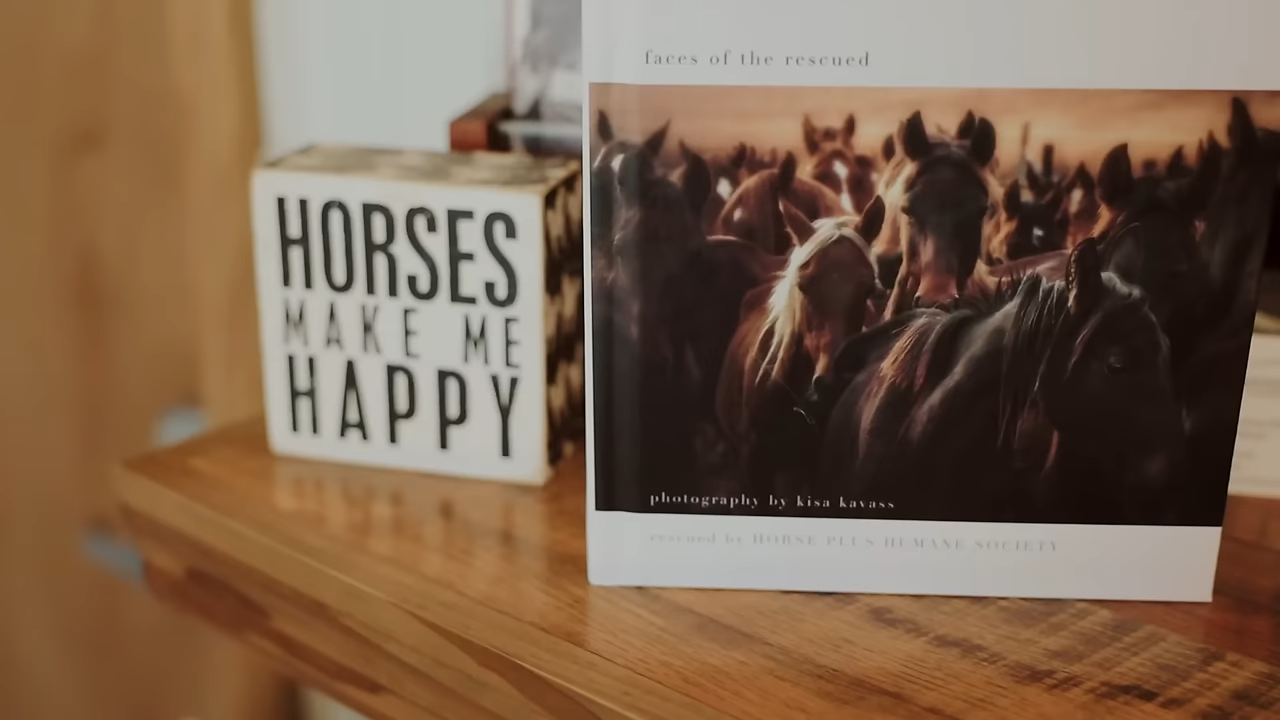 HORSES
MAKE ME
HAPPY
faces of the rescued
photography by kisa kavass
rescued by HORSE PLUS HUMANE SOCIETY